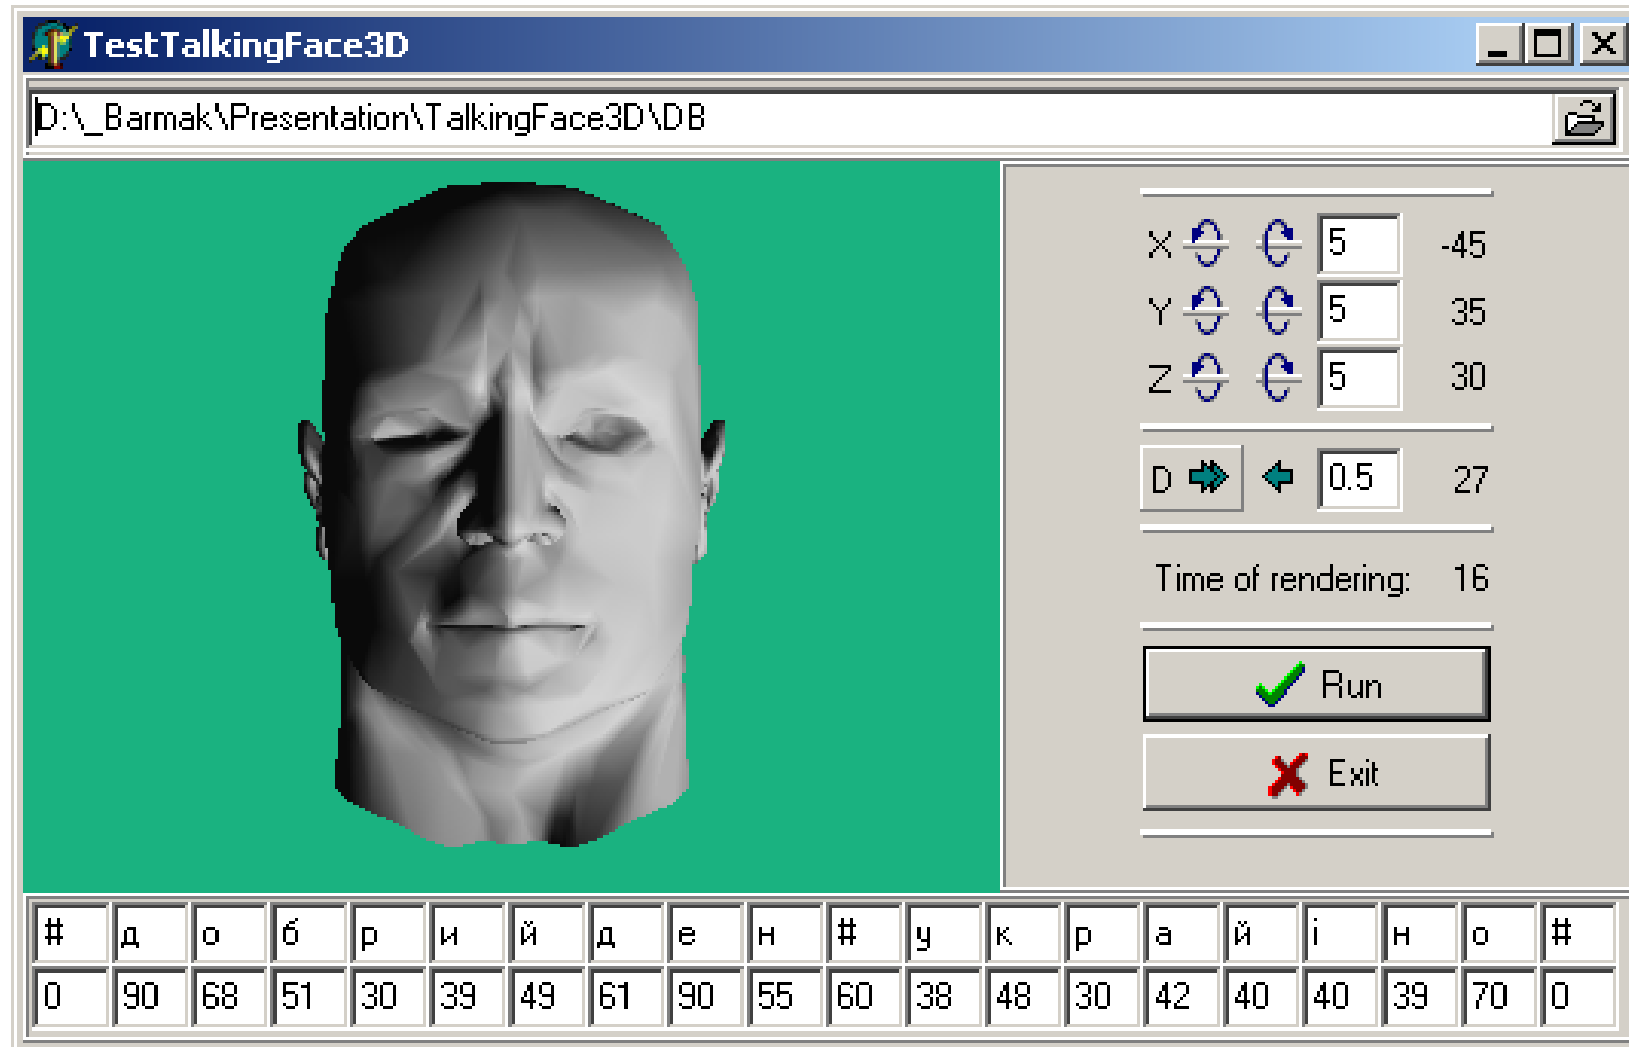 TestTalkingFace3D
D:\_Barmak\Presentation\TalkingFace3D\DB
X 5 -45
Y 5 35
Z 5 30
D 0.5 27
Time of rendering: 16
Run
Exit
# д о б р и й д е н # у к р а й і н о #
0 90 68 51 30 39 49 61 90 55 60 38 48 30 42 40 40 39 70 0